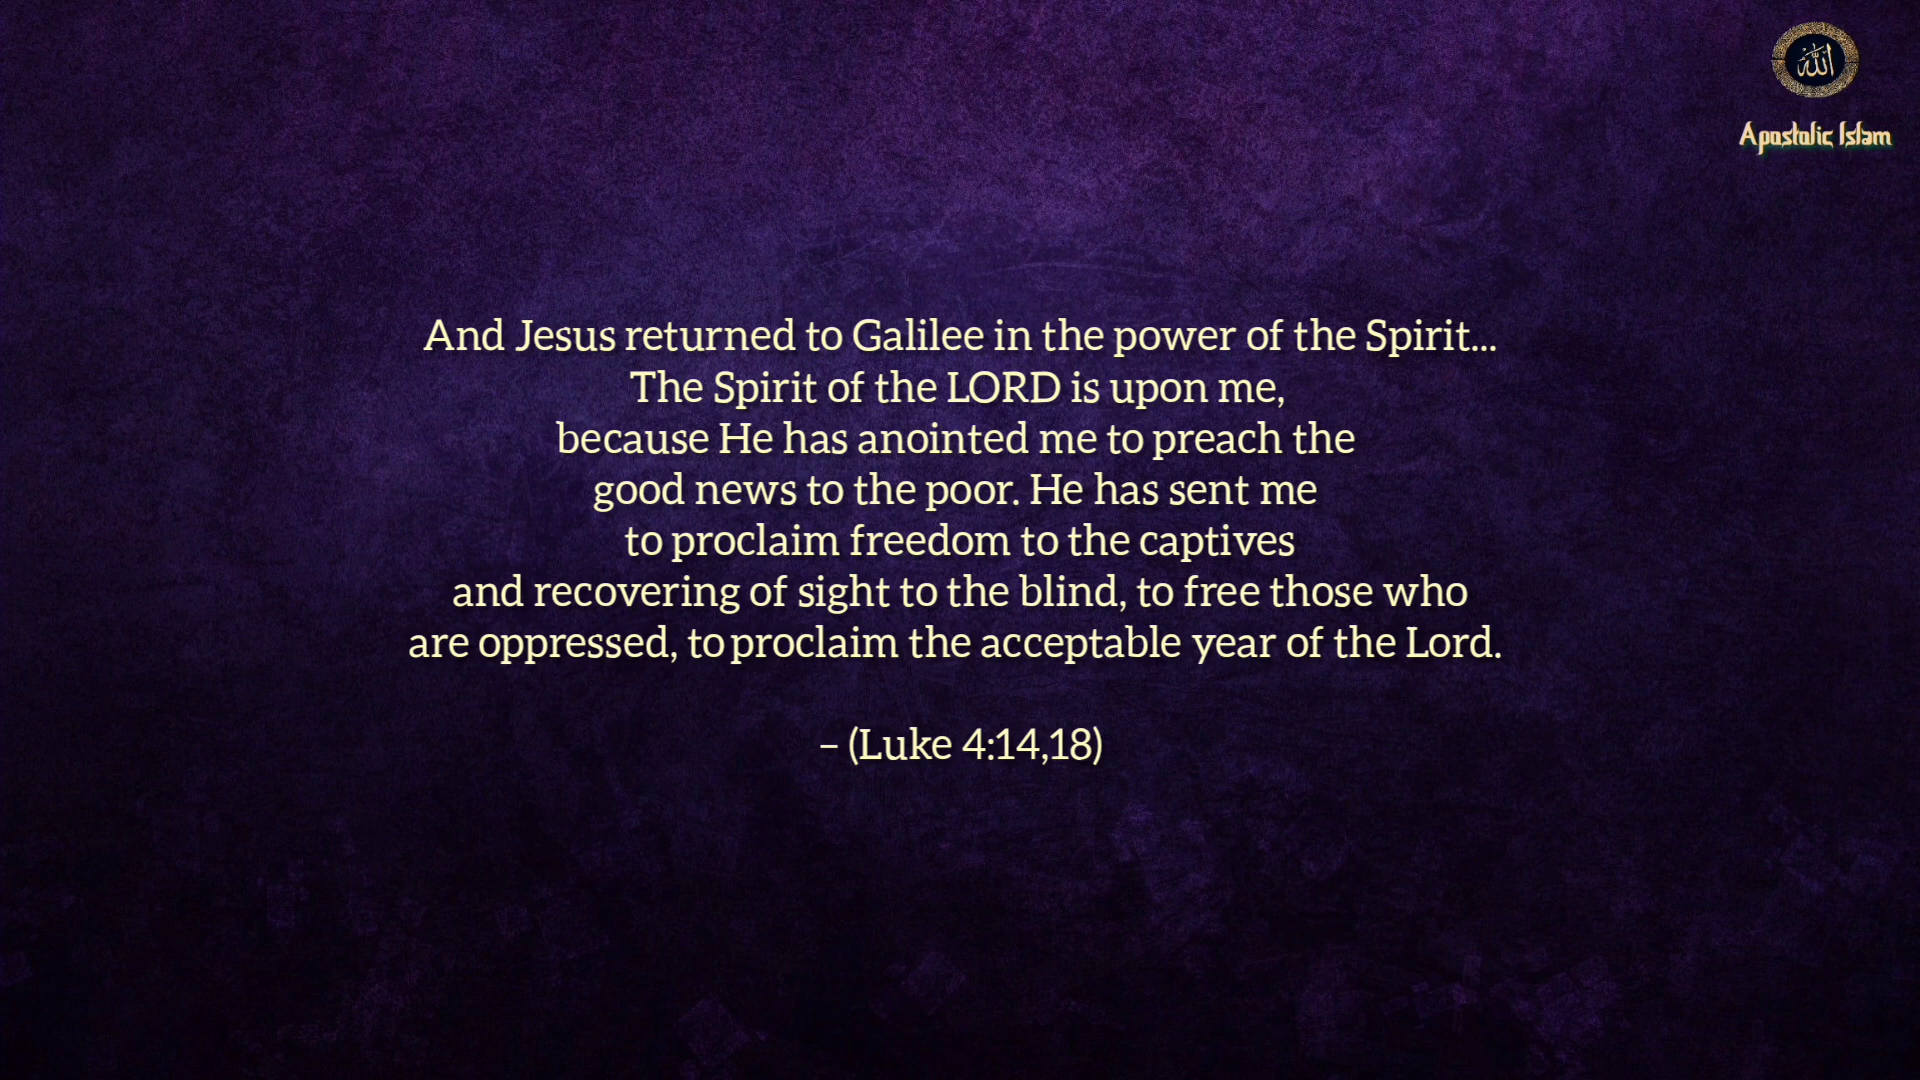 الله
Apostolic Islam
And Jesus returned to Galilee in the power of the Spirit...
The Spirit of the LORD is upon me,
because He has anointed me to preach the
good news to the poor. He has sent me
to proclaim freedom to the captives
and recovering of sight to the blind, to free those who
are oppressed, to proclaim the acceptable year of the Lord.
– (Luke 4:14,18)